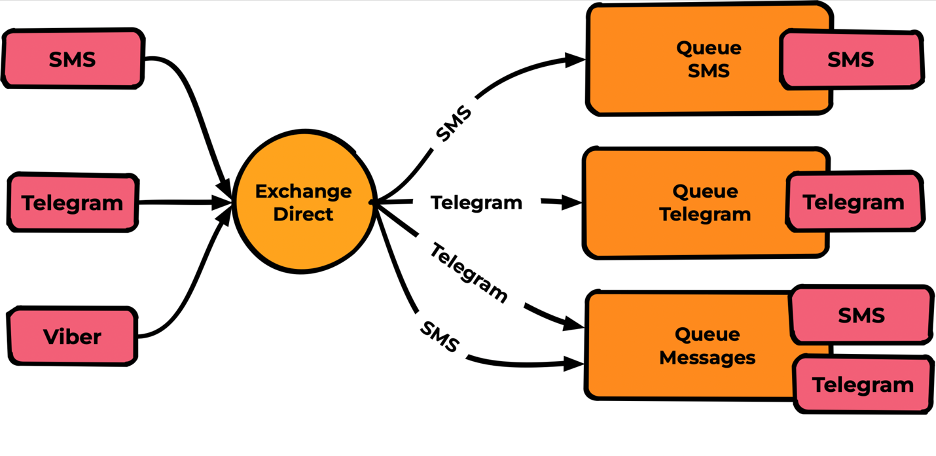 SMS
Telegram
Viber
Exchange
Direct
SMS
Telegram
Telegram
SMS
Queue
SMS
SMS
Queue
Telegram
Telegram
Queue
Messages
SMS
Telegram